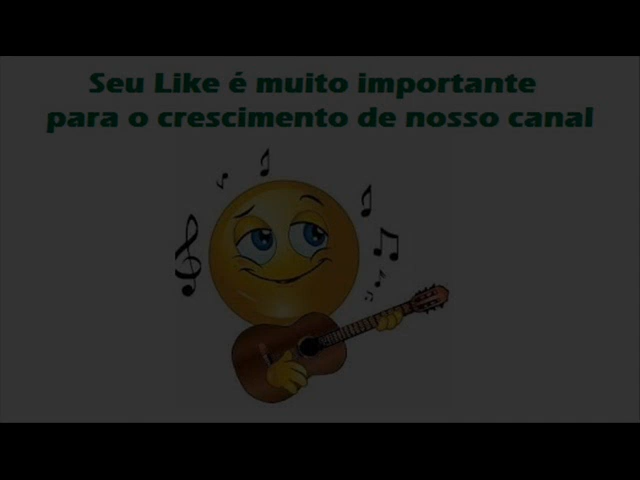 Seu Like é muito importante
para o crescimento de nosso canal